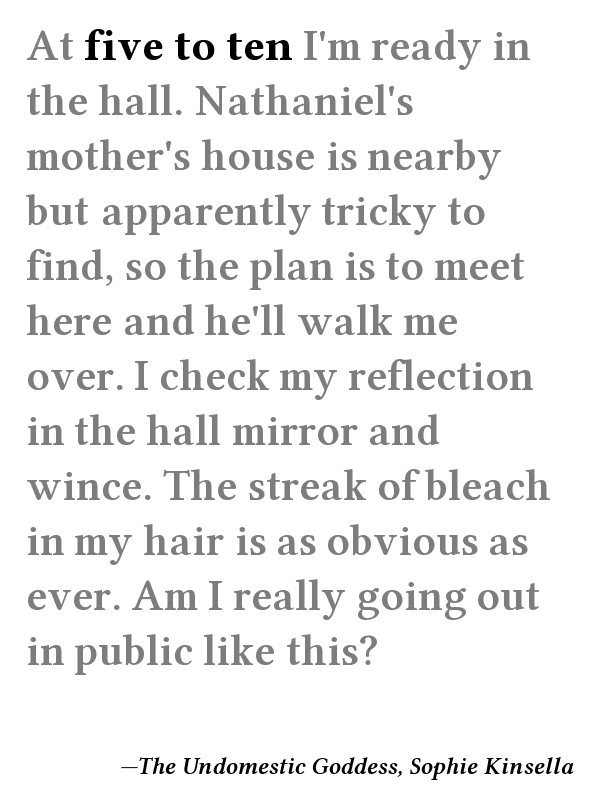 At five to ten I'm ready in
the hall. Nathaniel's
mother's house is nearby
but apparently tricky to
find, so the plan is to meet
here and he'll walk me
over. I check my reflection
in the hall mirror and
wince. The streak of bleach
in my hair is as obvious as
ever. Am I really going out
in public like this?
—The Undomestic Goddess, Sophie Kinsella